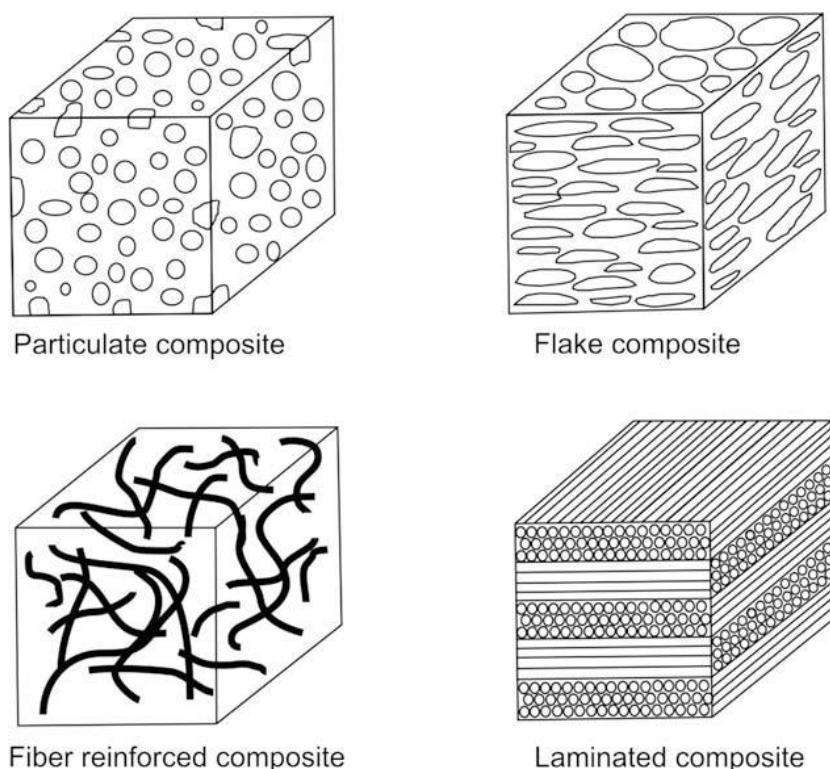 Particulate composite
Flake composite
Fiber reinforced composite
Laminated composite